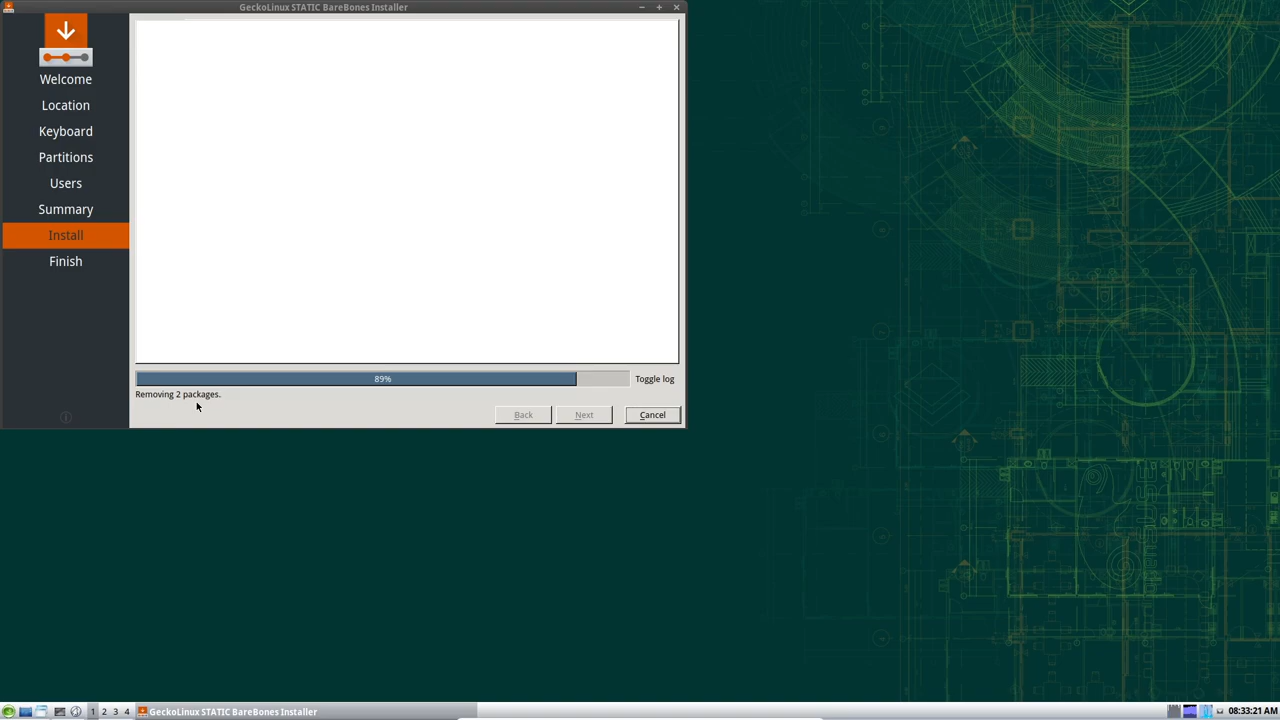 GeckoLinux STATIC BareBones Installer
Welcome
Location
Keyboard
Partitions
Users
Summary
Install
Finish
89%
Toggle log
Removing 2 packages.
Back
Next
Cancel
1 2 3 4
GeckoLinux STATIC BareBones Installer
08:33:21 AM